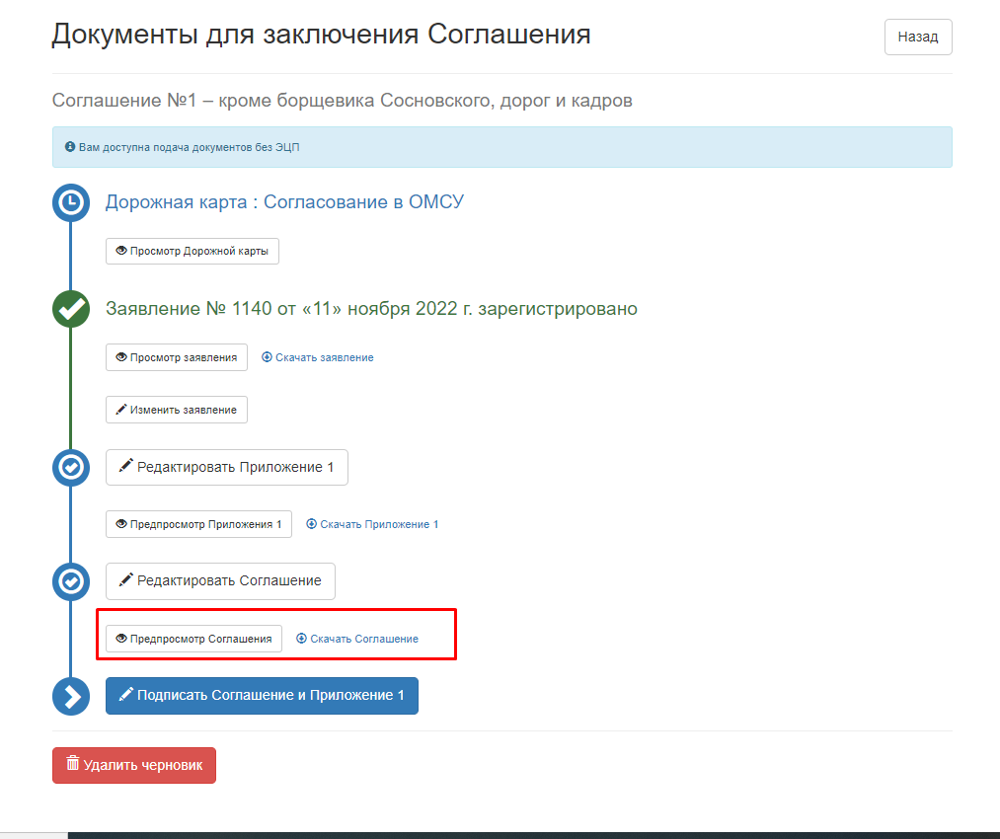 Документы для заключения Соглашения
Назад
Соглашение №1 – кроме борщевика Сосновского, дорог и кадров
Вам доступна подача документов без ЭЦП
Дорожная карта : Согласование в ОМСУ
Просмотр Дорожной карты
Заявление № 1140 от «11» ноября 2022 г. зарегистрировано
Просмотр заявления Скачать заявление
Изменить заявление
Редактировать Приложение 1
Предпросмотр Приложения 1 Скачать Приложение 1
Редактировать Соглашение
Предпросмотр Соглашения Скачать Соглашение
Подписать Соглашение и Приложение 1
Удалить черновик